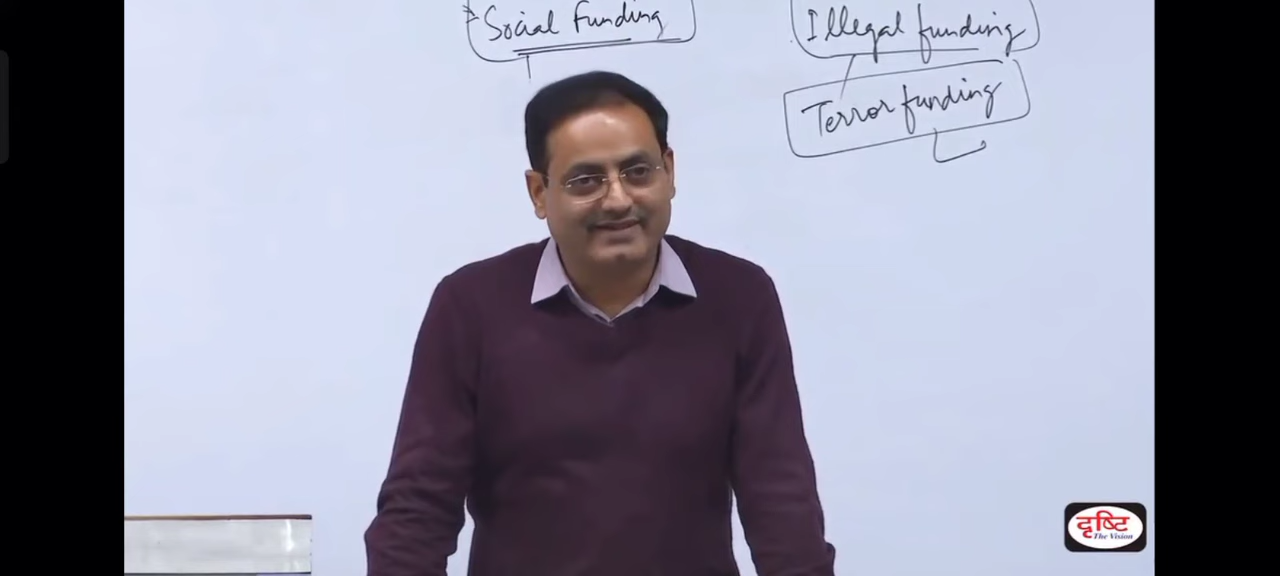 Social Funding
Illegal funding
Terror funding
दृष्टि
The Vision